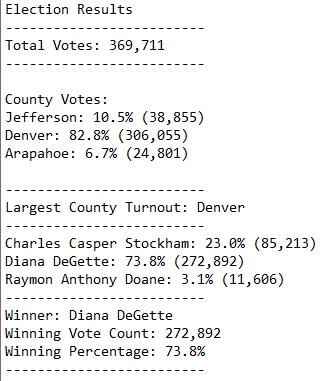 Election Results
-------------------------
Total Votes: 369,711
-------------------------
County Votes:
Jefferson: 10.5% (38,855)
Denver: 82.8% (306,055)
Arapahoe: 6.7% (24,801)
-------------------------
Largest County Turnout: Denver
-------------------------
Charles Casper Stockham: 23.0% (85,213)
Diana DeGette: 73.8% (272,892)
Raymon Anthony Doane: 3.1% (11,606)
-------------------------
Winner: Diana DeGette
Winning Vote Count: 272,892
Winning Percentage: 73.8%
-------------------------